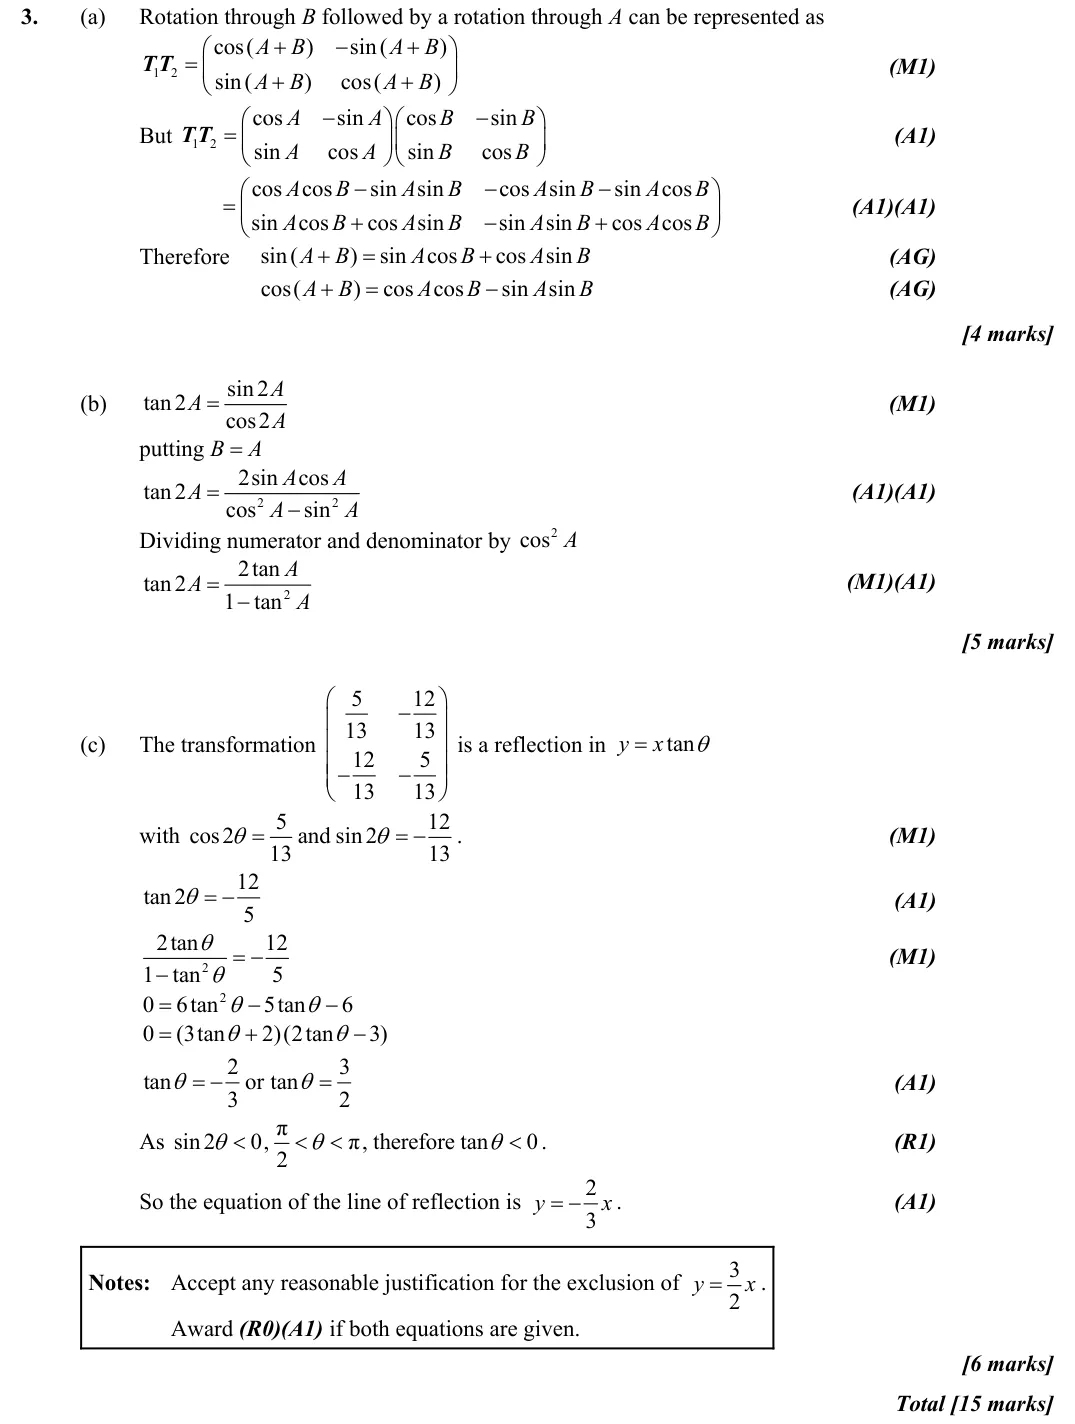 3. (a) Rotation through B followed by a rotation through A can be represented as
T₁T₂ = (cos(A + B) −sin(A + B)
sin(A + B) cos(A + B)) (M1)
But T₁T₂ = (cos A −sin A
sin A cos A)(cos B −sin B
sin B cos B) (A1)
= (cos A cos B − sin A sin B −cos A sin B − sin A cos B
sin A cos B + cos A sin B −sin A sin B + cos A cos B) (A1)(A1)
Therefore sin(A + B) = sin A cos B + cos A sin B (AG)
cos(A + B) = cos A cos B − sin A sin B (AG)
[4 marks]
(b) tan 2A = sin 2A / cos 2A (M1)
putting B = A
tan 2A = 2sin A cos A / cos² A − sin² A (A1)(A1)
Dividing numerator and denominator by cos² A
tan 2A = 2 tan A / 1 − tan² A (M1)(A1)
[5 marks]
(c) The transformation (5/13 −12/13
−12/13 −5/13) is a reflection in y = x tan θ
with cos 2θ = 5/13 and sin 2θ = −12/13 . (M1)
tan 2θ = −12/5 (A1)
2 tan θ / 1 − tan² θ = −12/5 (M1)
0 = 6 tan² θ − 5 tan θ − 6
0 = (3 tan θ + 2)(2 tan θ − 3)
tan θ = −2/3 or tan θ = 3/2 (A1)
As sin 2θ < 0, π/2 < θ < π, therefore tan θ < 0 . (R1)
So the equation of the line of reflection is y = −2/3 x . (A1)
Notes: Accept any reasonable justification for the exclusion of y = 3/2 x .
Award (R0)(A1) if both equations are given.
[6 marks]
Total [15 marks]